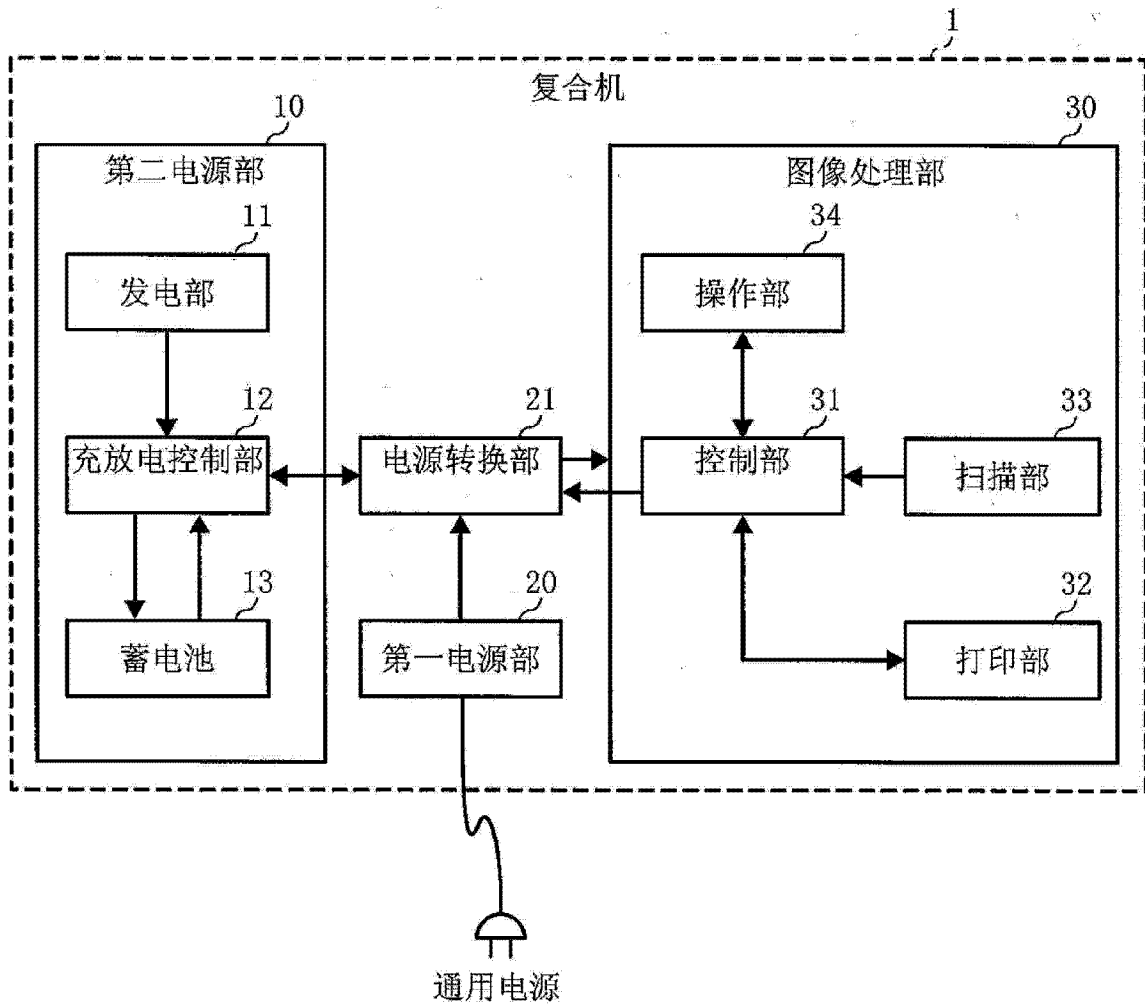 1
复合机
10
第二电源部
30
图像处理部
11
发电部
34
操作部
12
充放电控制部
21
电源转换部
31
控制部
33
扫描部
13
蓄电池
20
第一电源部
32
打印部
通用电源